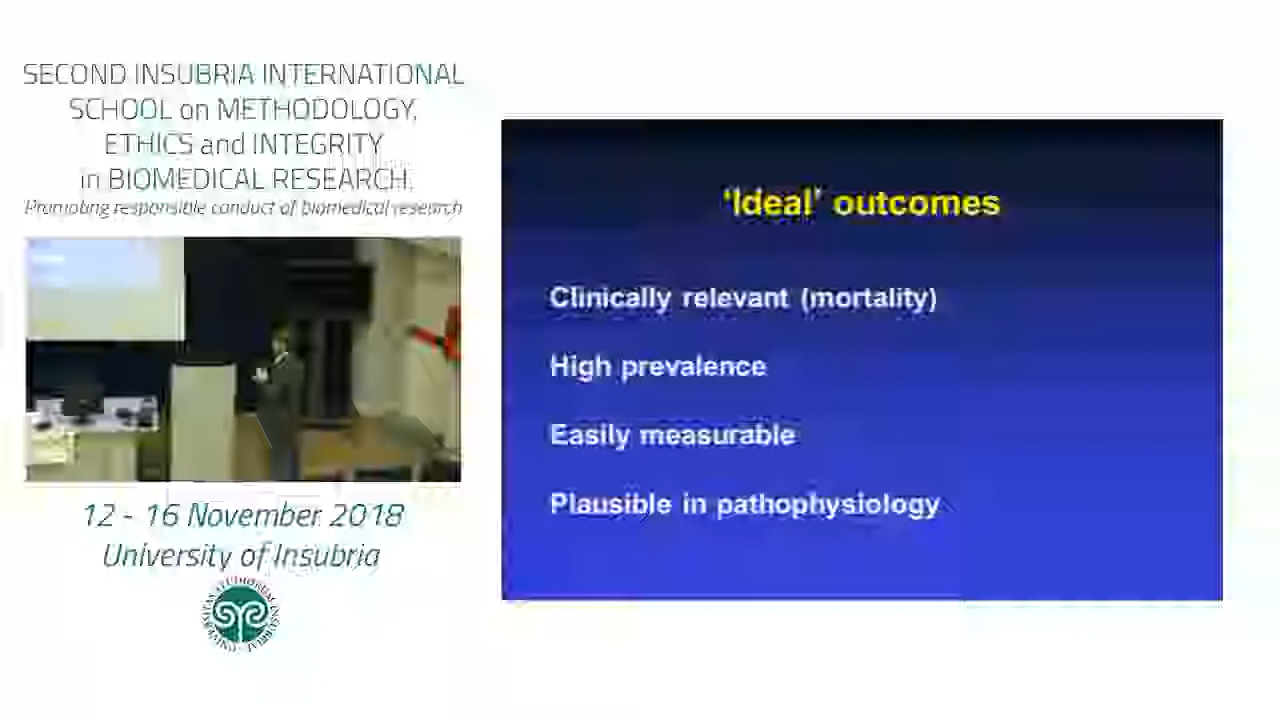 SECOND INSUBRIA INTERNATIONAL
SCHOOL on METHODOLOGY,
ETHICS and INTEGRITY
in BIOMEDICAL RESEARCH.
Promoting responsible conduct of biomedical research
12 - 16 November 2018
University of Insubria
'Ideal' outcomes
Clinically relevant (mortality)
High prevalence
Easily measurable
Plausible in pathophysiology